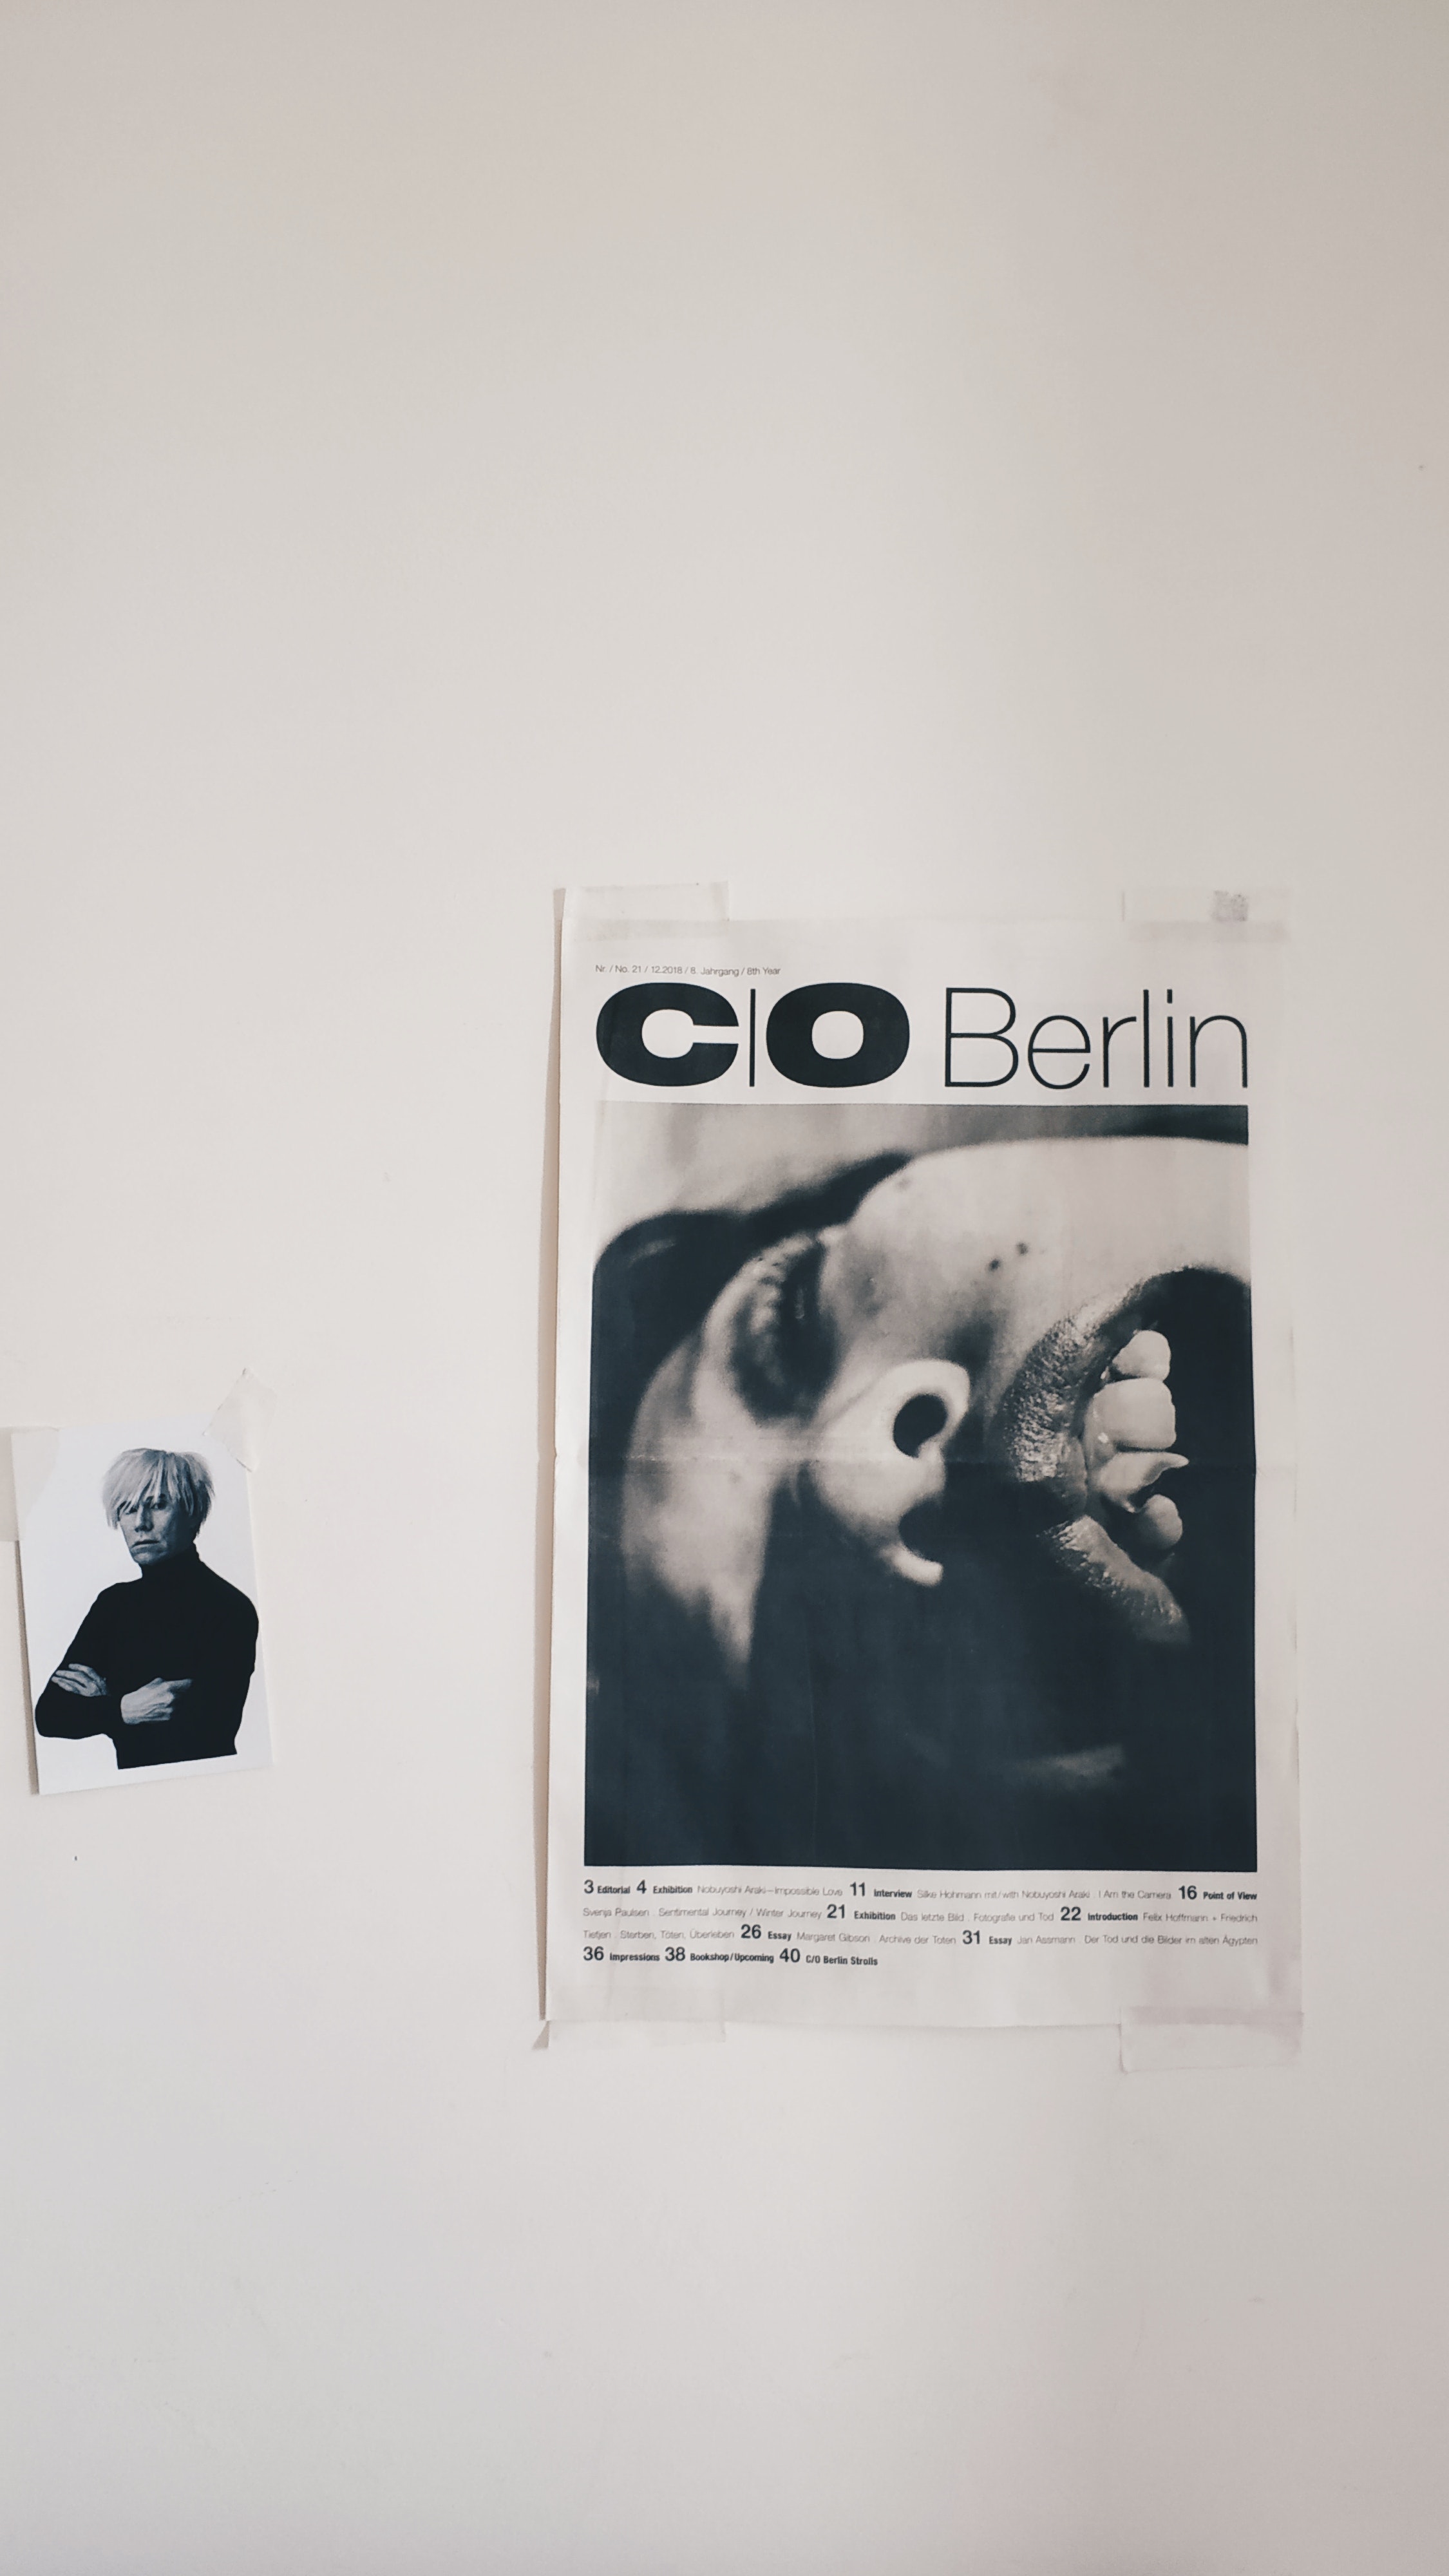 Nr. / No. 21 / 12.2018 / 8. Jahrgang / 8th Year
C|O Berlin
3 Editorial 4 Exhibition Nobuyoshi Araki—Impossible Love 11 Interview Silke Hohmann mit / with Nobuyoshi Araki . I Am the Camera 16 Point of View
Svenja Paulsen . Sentimental Journey / Winter Journey 21 Exhibition Das letzte Bild . Fotografie und Tod 22 Introduction Felix Hoffmann + Friedrich
Tietjen . Sterben, Töten, Überleben 26 Essay Margaret Gibson . Archive der Toten 31 Essay Jan Assmann . Der Tod und die Bilder im alten Ägypten
36 Impressions 38 Bookshop / Upcoming 40 C/O Berlin Strolls